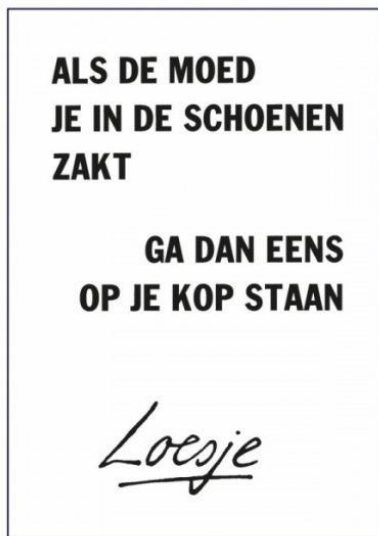 ALS DE MOED
JE IN DE SCHOENEN
ZAKT
GA DAN EENS
OP JE KOP STAAN
Loesje